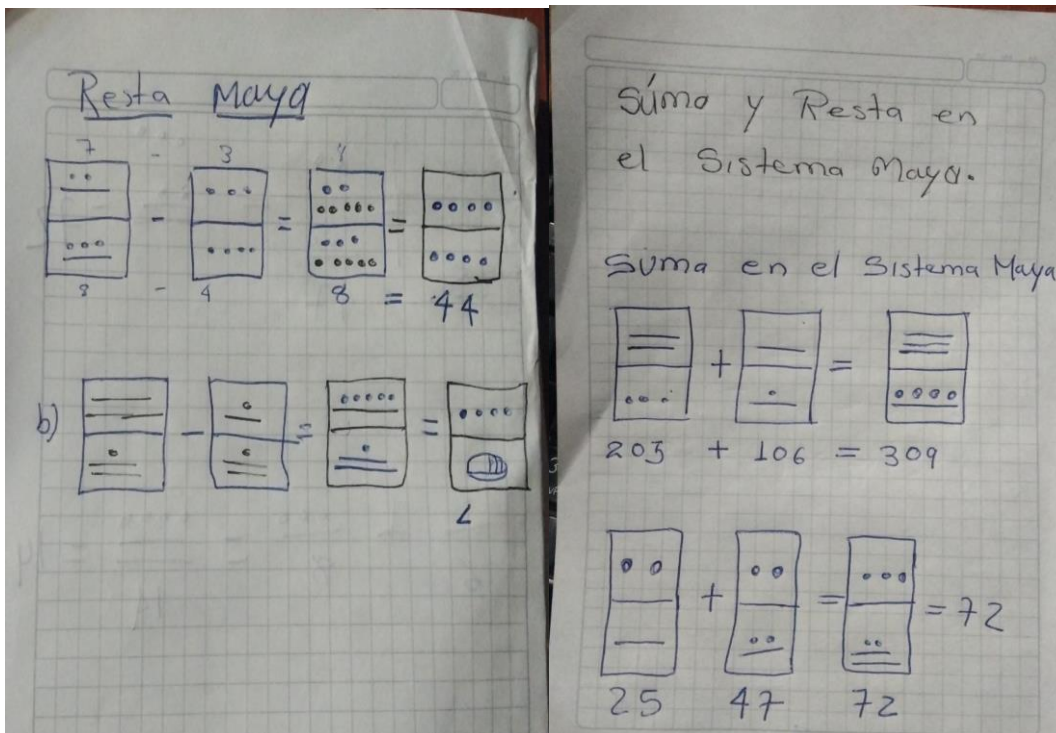 Resta Maya
7 - 3 4
- = =
8 - 4 8 = 44
b) - = =
Súma y Resta en
el Sistema Maya.
Suma en el Sistema Maya
+ =
203 + 106 = 309
+ = = 72
25 47 72